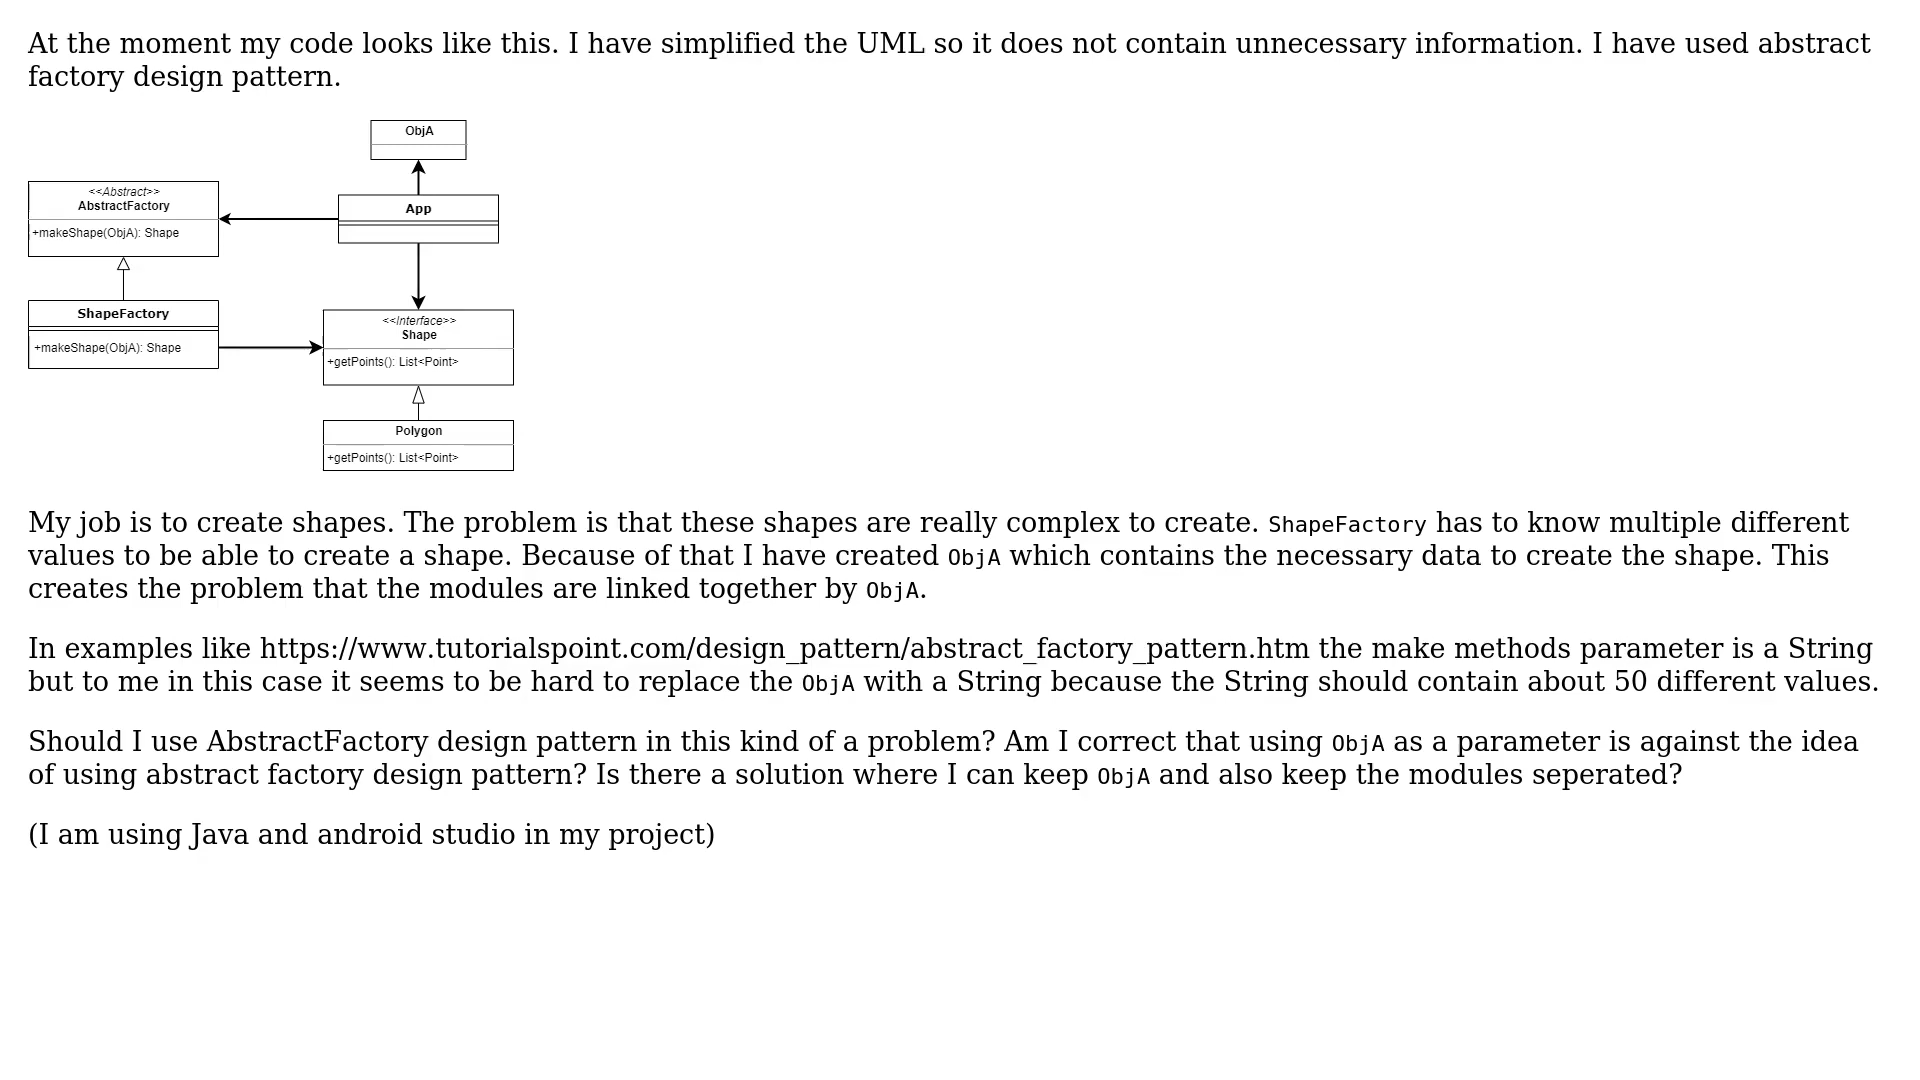 At the moment my code looks like this. I have simplified the UML so it does not contain unnecessary information. I have used abstract
factory design pattern.
ObjA
<<Abstract>>
AbstractFactory
+makeShape(ObjA): Shape
App
ShapeFactory
+makeShape(ObjA): Shape
<<Interface>>
Shape
+getPoints(): List<Point>
Polygon
+getPoints(): List<Point>
My job is to create shapes. The problem is that these shapes are really complex to create. ShapeFactory has to know multiple different
values to be able to create a shape. Because of that I have created ObjA which contains the necessary data to create the shape. This
creates the problem that the modules are linked together by ObjA.
In examples like https://www.tutorialspoint.com/design_pattern/abstract_factory_pattern.htm the make methods parameter is a String
but to me in this case it seems to be hard to replace the ObjA with a String because the String should contain about 50 different values.
Should I use AbstractFactory design pattern in this kind of a problem? Am I correct that using ObjA as a parameter is against the idea
of using abstract factory design pattern? Is there a solution where I can keep ObjA and also keep the modules seperated?
(I am using Java and android studio in my project)